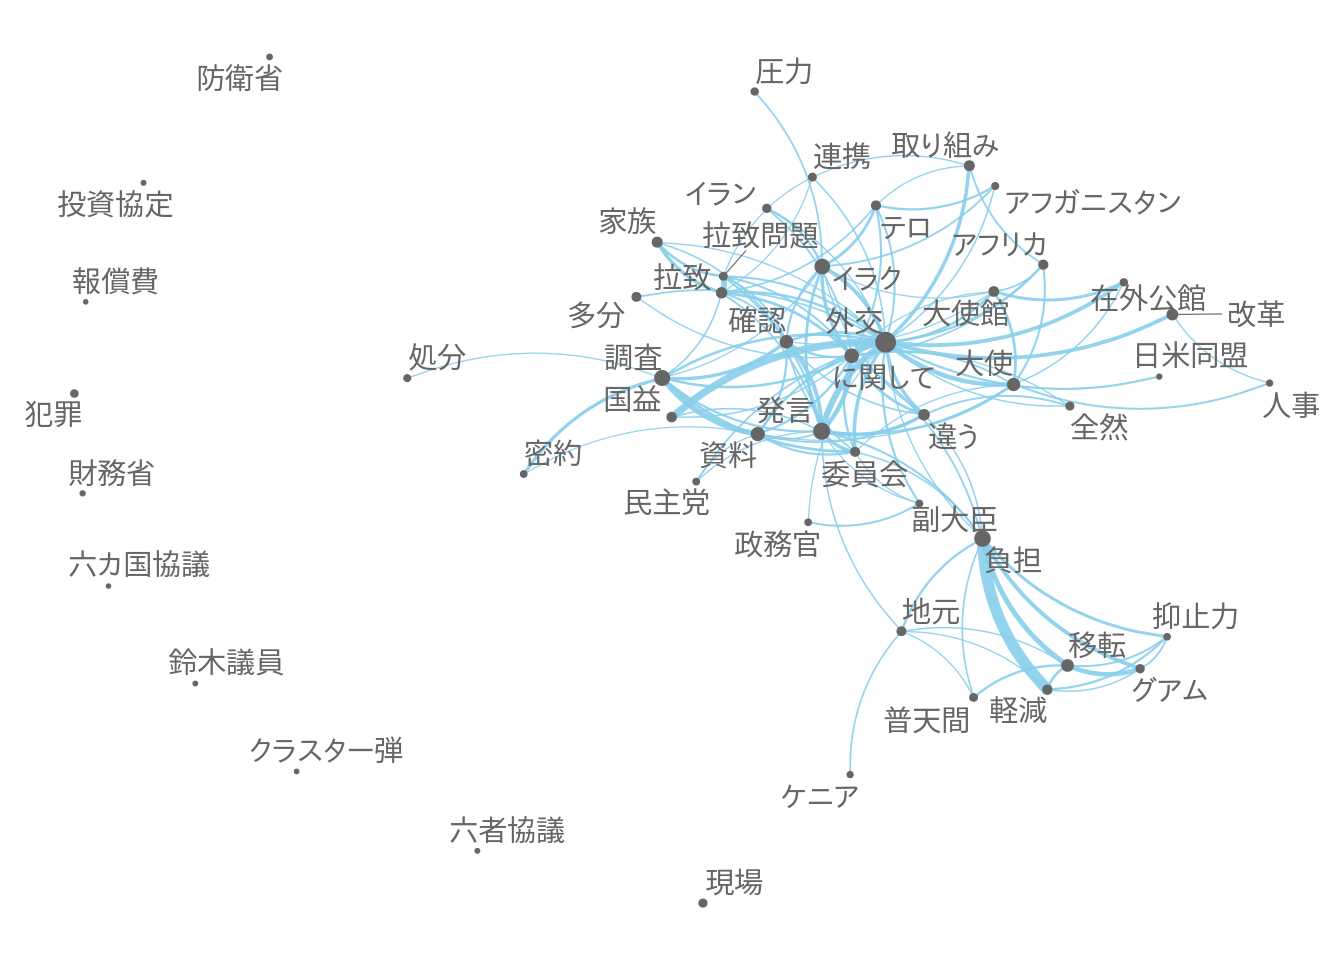 防衛省
圧力
連携
取り組み
投資協定
イラン
アフガニスタン
家族
拉致問題
テロ
アフリカ
報償費
拉致
イラク
在外公館
多分
確認
外交
大使館
改革
処分
調査
に関して
大使
日米同盟
犯罪
国益
発言
人事
全然
財務省
密約
資料
違う
委員会
民主党
副大臣
政務官
六カ国協議
負担
地元
抑止力
鈴木議員
移転
グアム
普天間
軽減
クラスター弾
ケニア
六者協議
現場